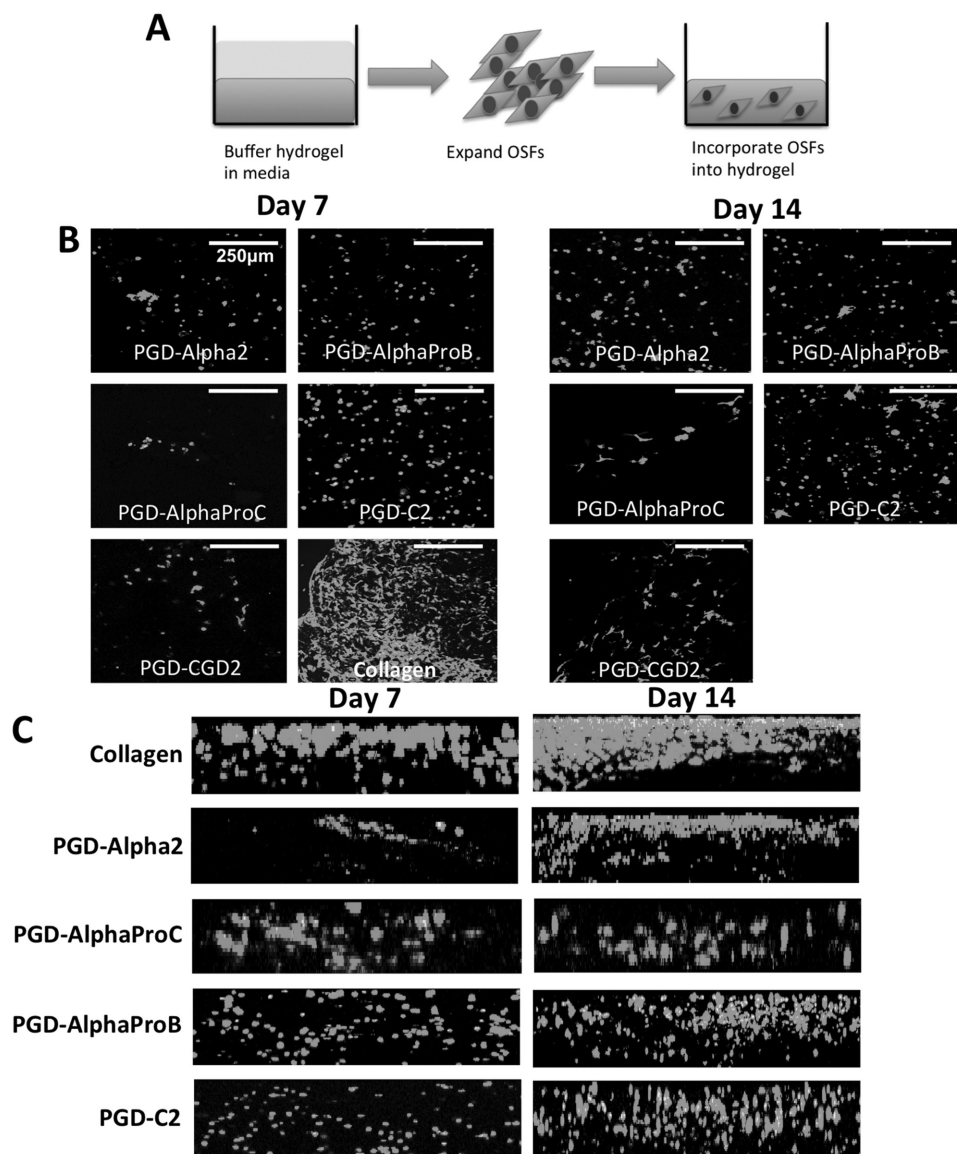 A
Buffer hydrogel
in media
Expand OSFs
Incorporate OSFs
into hydrogel
Day 7
Day 14
B
250µm
PGD-Alpha2
PGD-AlphaProB
PGD-Alpha2
PGD-AlphaProB
PGD-AlphaProC
PGD-C2
PGD-AlphaProC
PGD-C2
PGD-CGD2
Collagen
PGD-CGD2
Day 7
Day 14
C
Collagen
PGD-Alpha2
PGD-AlphaProC
PGD-AlphaProB
PGD-C2